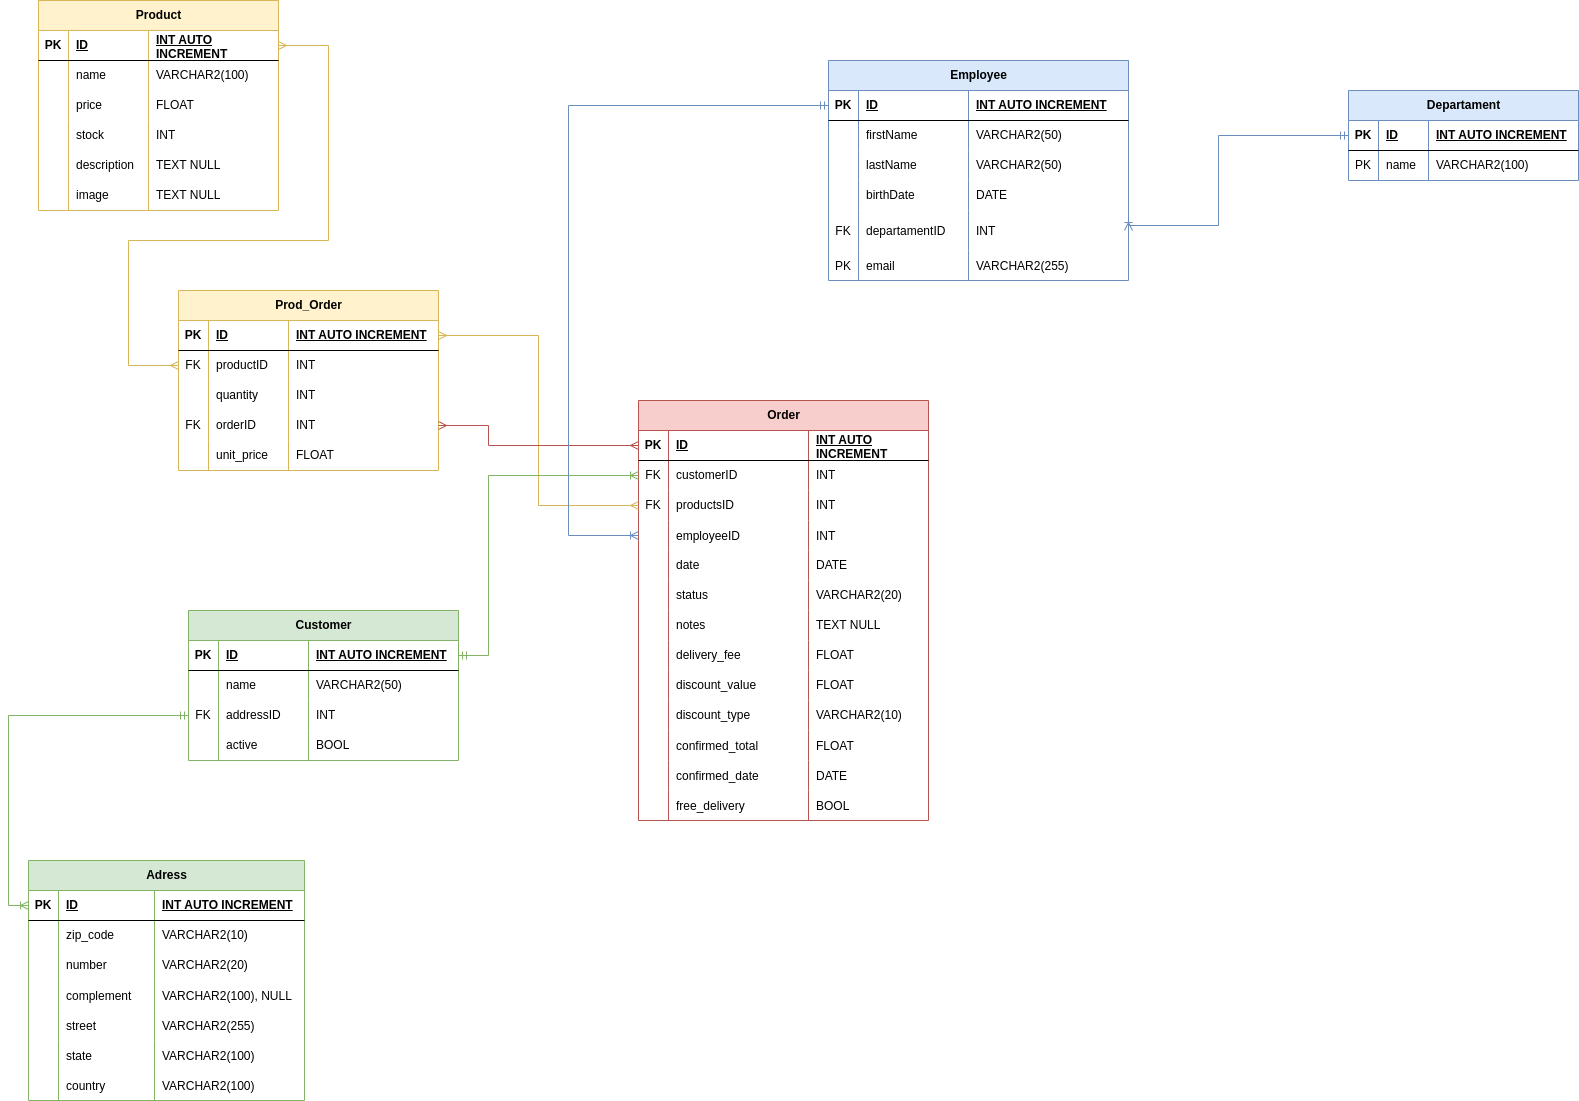 Product
PK ID INT AUTO
INCREMENT
name VARCHAR2(100)
price FLOAT
stock INT
description TEXT NULL
image TEXT NULL
Employee
PK ID INT AUTO INCREMENT
firstName VARCHAR2(50)
lastName VARCHAR2(50)
birthDate DATE
FK departamentID INT
PK email VARCHAR2(255)
Departament
PK ID INT AUTO INCREMENT
PK name VARCHAR2(100)
Prod_Order
PK ID INT AUTO INCREMENT
FK productID INT
quantity INT
FK orderID INT
unit_price FLOAT
Order
PK ID INT AUTO
INCREMENT
FK customerID INT
FK productsID INT
employeeID INT
date DATE
status VARCHAR2(20)
notes TEXT NULL
delivery_fee FLOAT
discount_value FLOAT
discount_type VARCHAR2(10)
confirmed_total FLOAT
confirmed_date DATE
free_delivery BOOL
Customer
PK ID INT AUTO INCREMENT
name VARCHAR2(50)
FK addressID INT
active BOOL
Adress
PK ID INT AUTO INCREMENT
zip_code VARCHAR2(10)
number VARCHAR2(20)
complement VARCHAR2(100), NULL
street VARCHAR2(255)
state VARCHAR2(100)
country VARCHAR2(100)